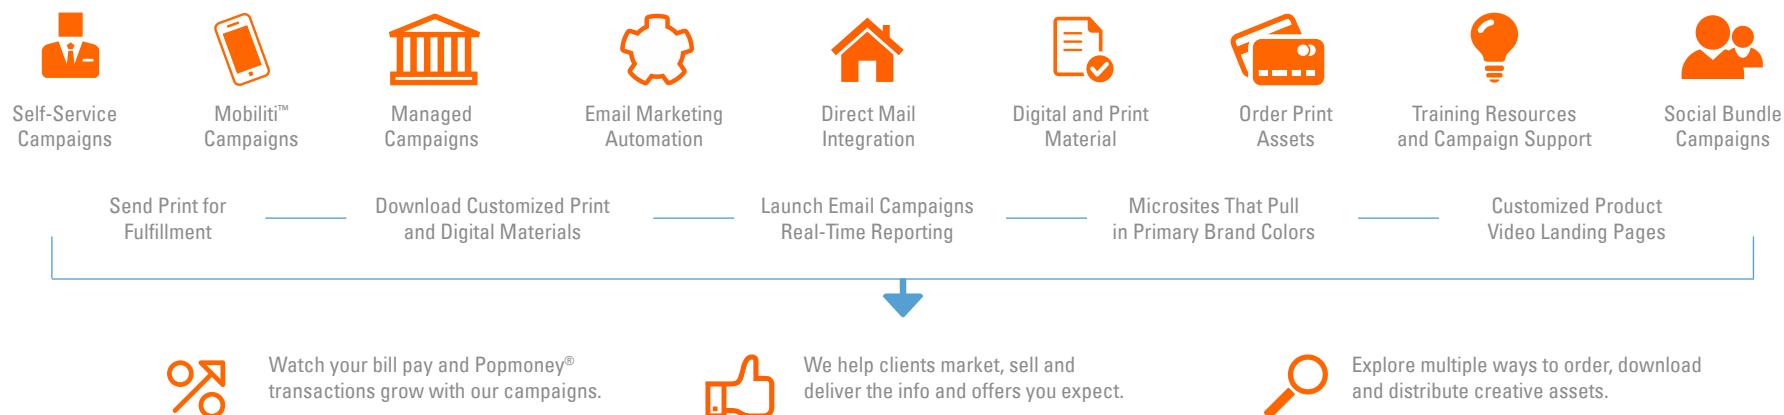 Self-Service
Campaigns
Mobiliti™
Campaigns
Managed
Campaigns
Email Marketing
Automation
Direct Mail
Integration
Digital and Print
Material
Order Print
Assets
Training Resources
and Campaign Support
Social Bundle
Campaigns
Send Print for
Fulfillment
Download Customized Print
and Digital Materials
Launch Email Campaigns
Real-Time Reporting
Microsites That Pull
in Primary Brand Colors
Customized Product
Video Landing Pages
Watch your bill pay and Popmoney®
transactions grow with our campaigns.
We help clients market, sell and
deliver the info and offers you expect.
Explore multiple ways to order, download
and distribute creative assets.